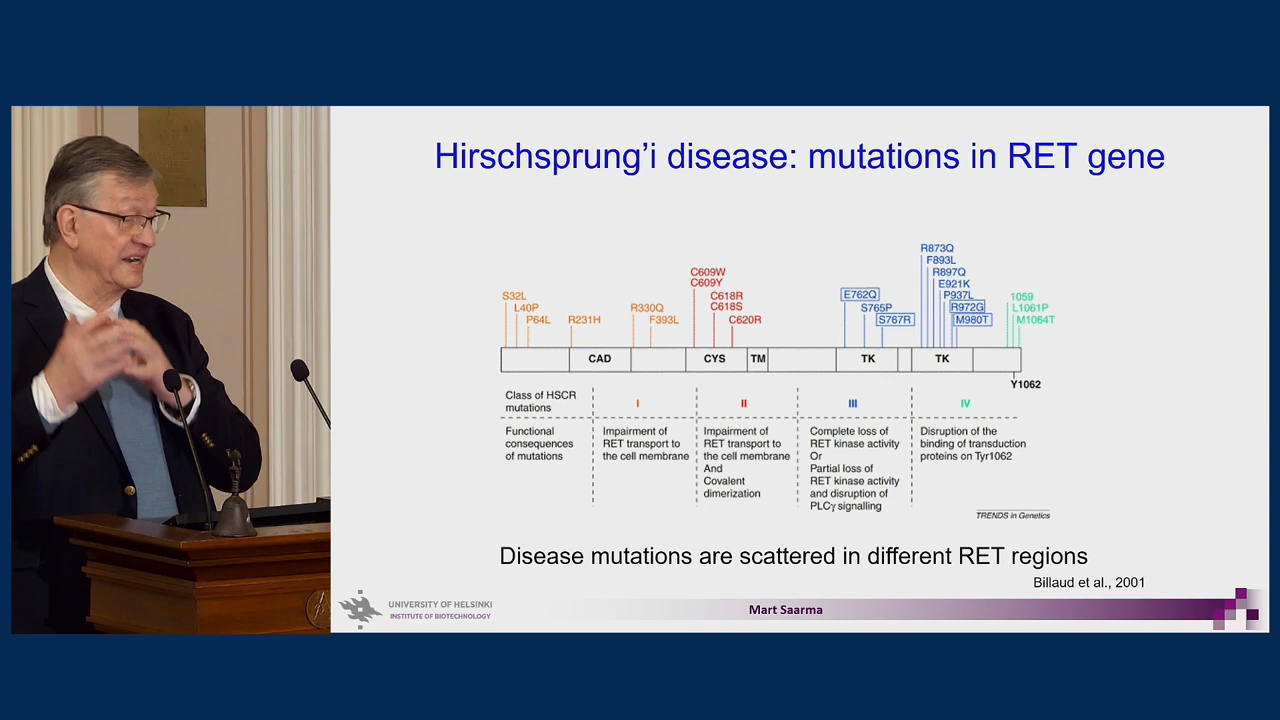 Hirschsprung’i disease: mutations in RET gene
R873Q
F893L
R897Q
E921K
P937L
R972G
M980T
C609W
C609Y
C618R
C618S
C620R
E762Q
S765P
S767R
S32L
L40P
P64L
R231H
R330Q
F393L
1059
L1061P
M1064T
CAD CYS TM TK TK
Y1062
Class of HSCR
mutations
I II III IV
Functional
consequences
of mutations
Impairment of
RET transport to
the cell membrane
Impairment of
RET transport to
the cell membrane
And
Covalent
dimerization
Complete loss of
RET kinase activity
Or
Partial loss of
RET kinase activity
and disruption of
PLCγ signalling
Disruption of the
binding of transduction
proteins on Tyr1062
TRENDS in Genetics
Disease mutations are scattered in different RET regions
Billaud et al., 2001
UNIVERSITY OF HELSINKI
INSTITUTE OF BIOTECHNOLOGY
Mart Saarma